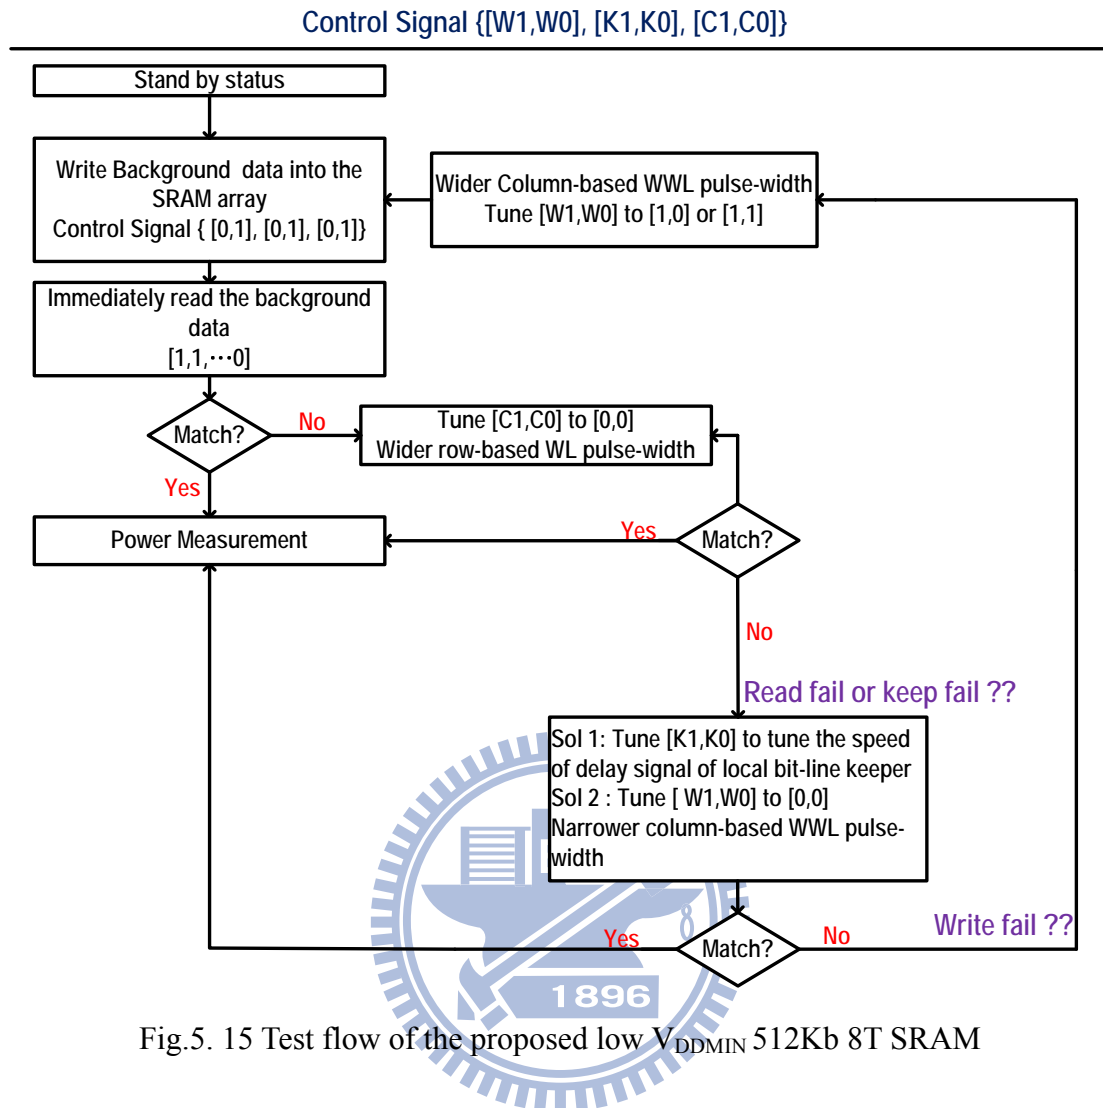 Control Signal {[W1,W0], [K1,K0], [C1,C0]}
Stand by status
Write Background data into the
SRAM array
Control Signal { [0,1], [0,1], [0,1]}
Wider Column-based WWL pulse-width
Tune [W1,W0] to [1,0] or [1,1]
Immediately read the background
data
[1,1,⋯0]
Match?
No
Tune [C1,C0] to [0,0]
Wider row-based WL pulse-width
Yes
Power Measurement
Yes
Match?
No
Read fail or keep fail ??
Sol 1: Tune [K1,K0] to tune the speed
of delay signal of local bit-line keeper
Sol 2 : Tune [ W1,W0] to [0,0]
Narrower column-based WWL pulse-
width
Yes
Match?
No
Write fail ??
1896
Fig.5. 15 Test flow of the proposed low VDDMIN 512Kb 8T SRAM